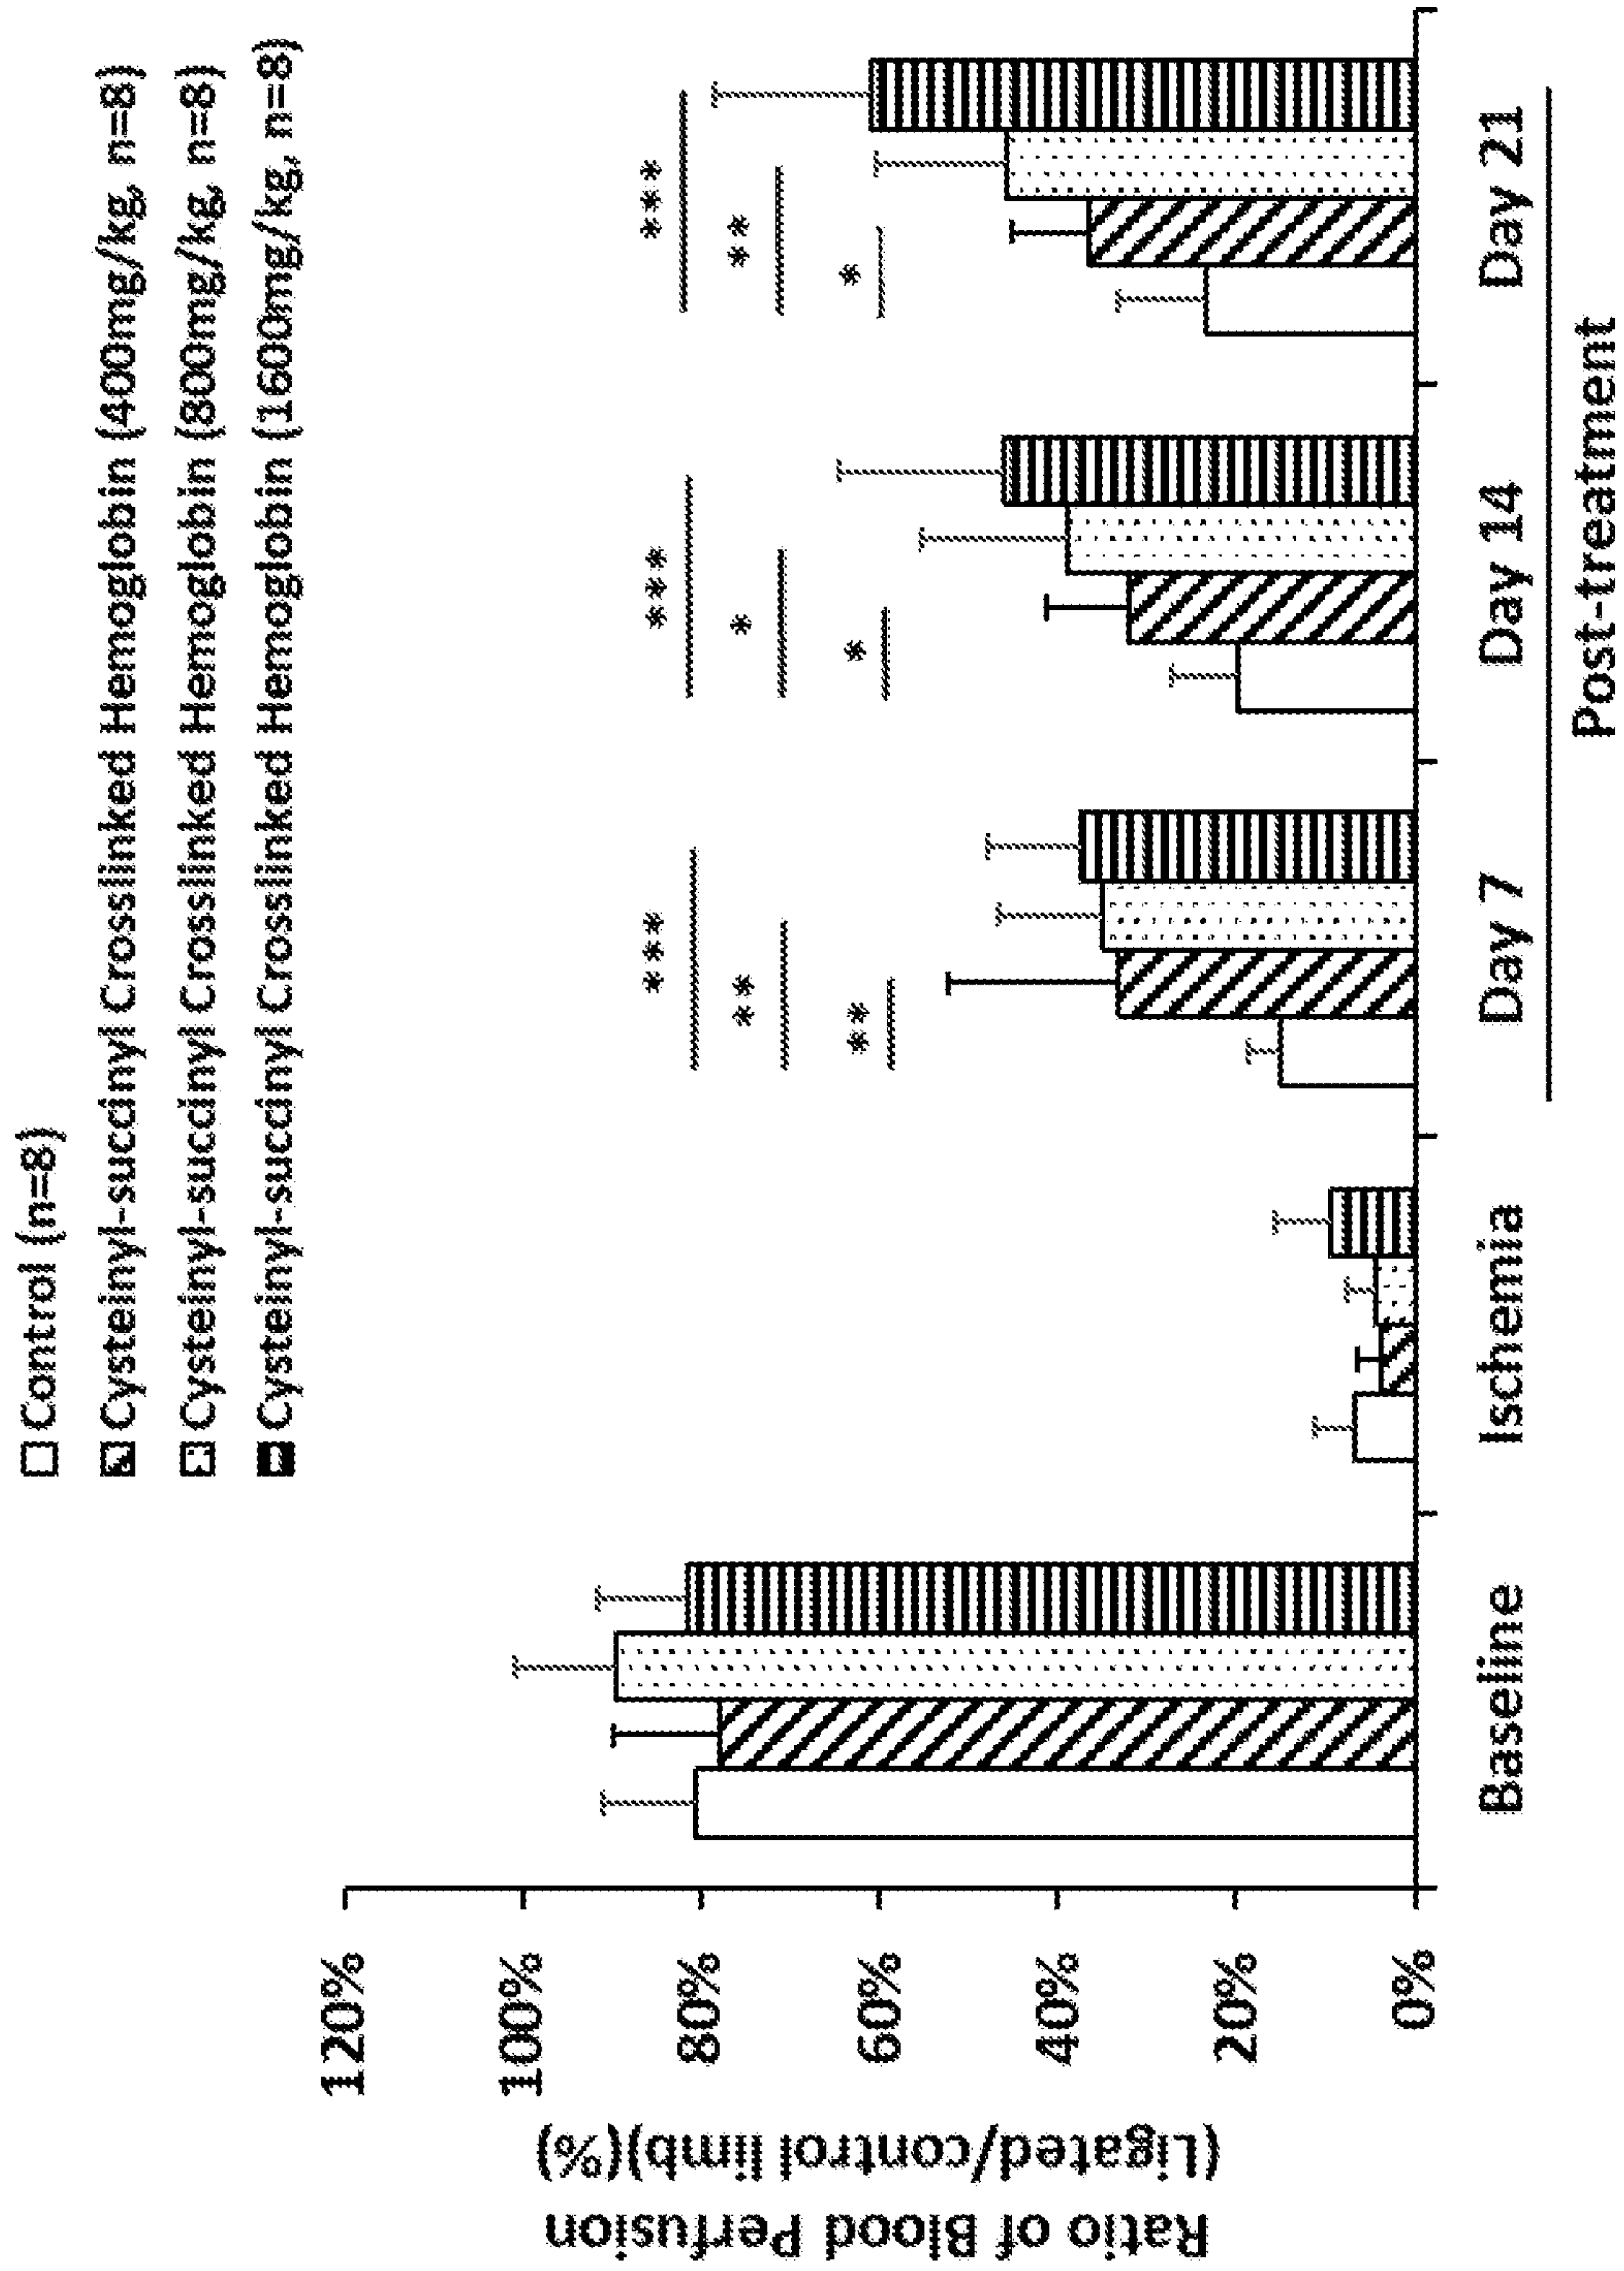 Control (n=8)
Cysteinyl-succinyl Crosslinked Hemoglobin (400mg/kg, n=8)
Cysteinyl-succinyl Crosslinked Hemoglobin (800mg/kg, n=8)
Cysteinyl-succinyl Crosslinked Hemoglobin (1600mg/kg, n=8)
Ratio of Blood Perfusion
(Ligated/control limb)(%)
120%
100%
80%
60%
40%
20%
0%
***
**
**
***
*
*
***
**
*
Baseline
Ischemia
Day 7
Day 14
Day 21
Post-treatment